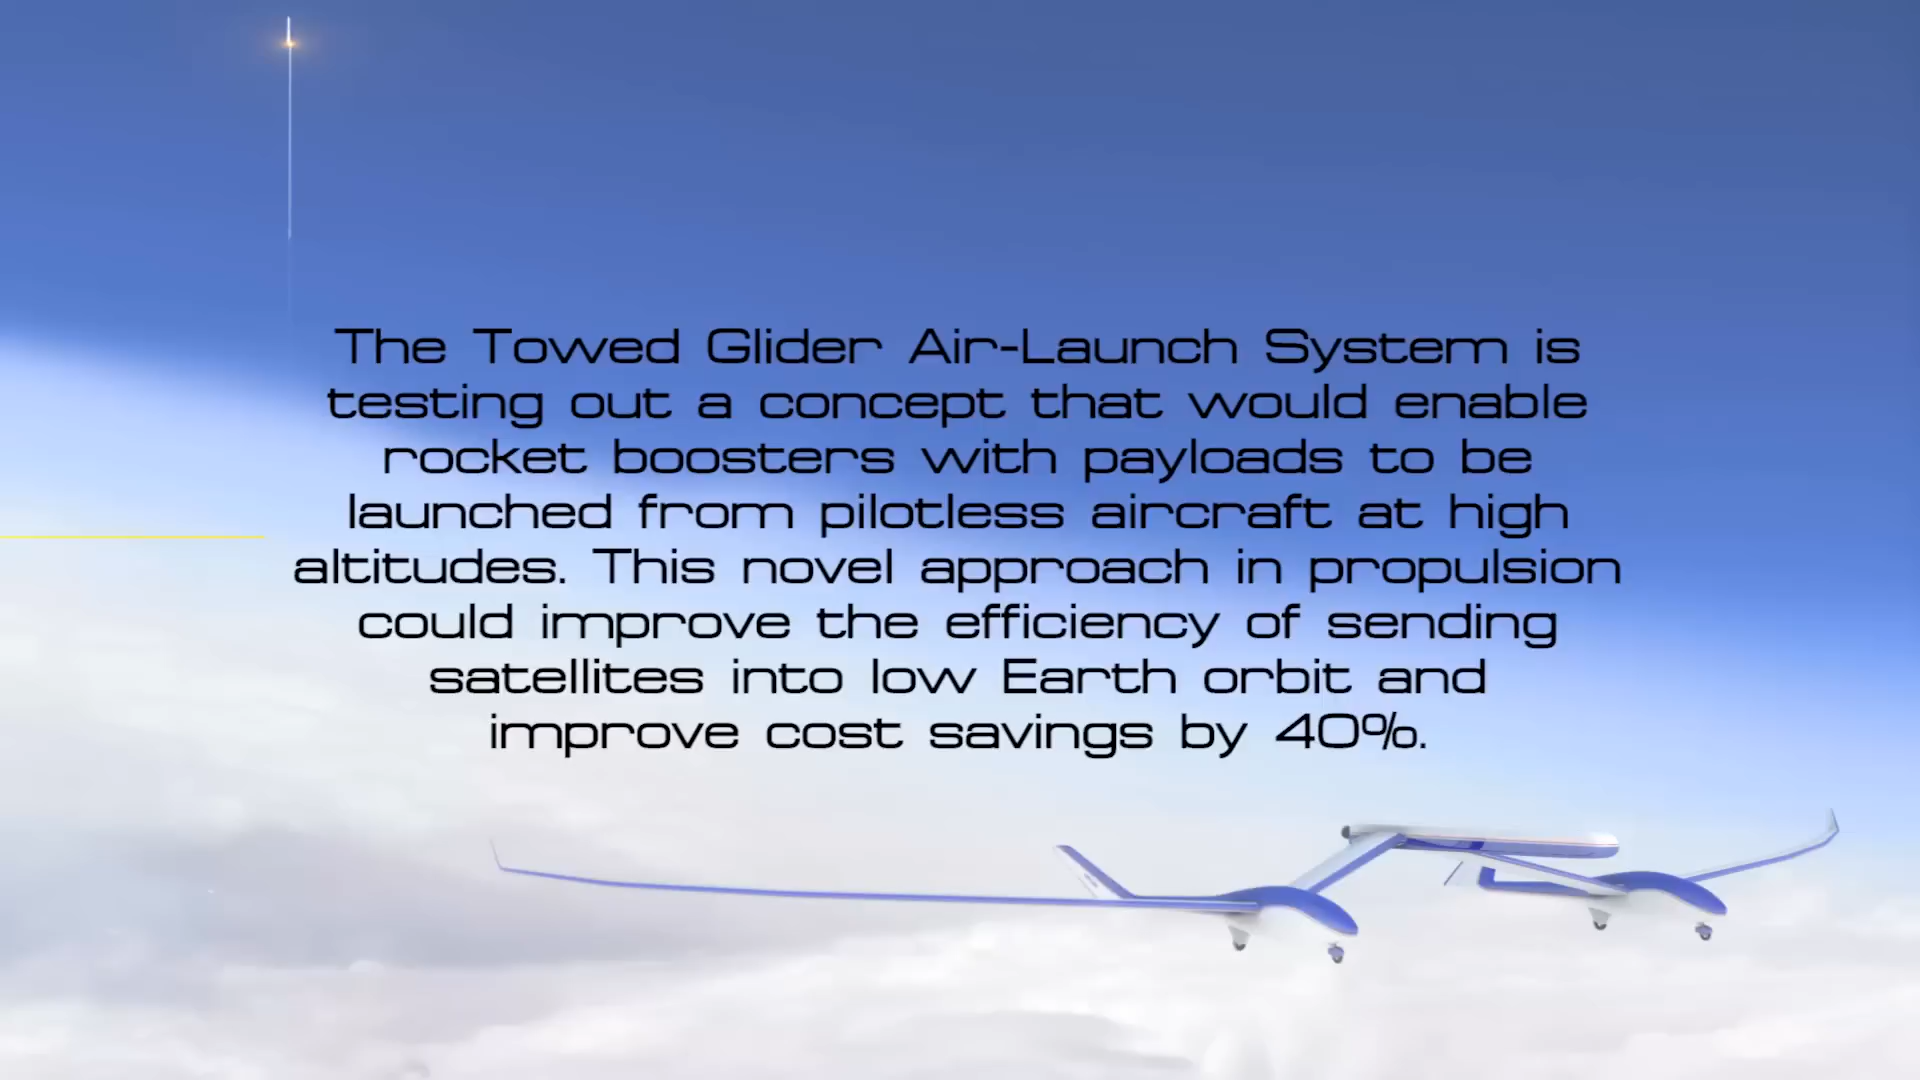 The Towed Glider Air-Launch System is
testing out a concept that would enable
rocket boosters with payloads to be
launched from pilotless aircraft at high
altitudes. This novel approach in propulsion
could improve the efficiency of sending
satellites into low Earth orbit and
improve cost savings by 40%.